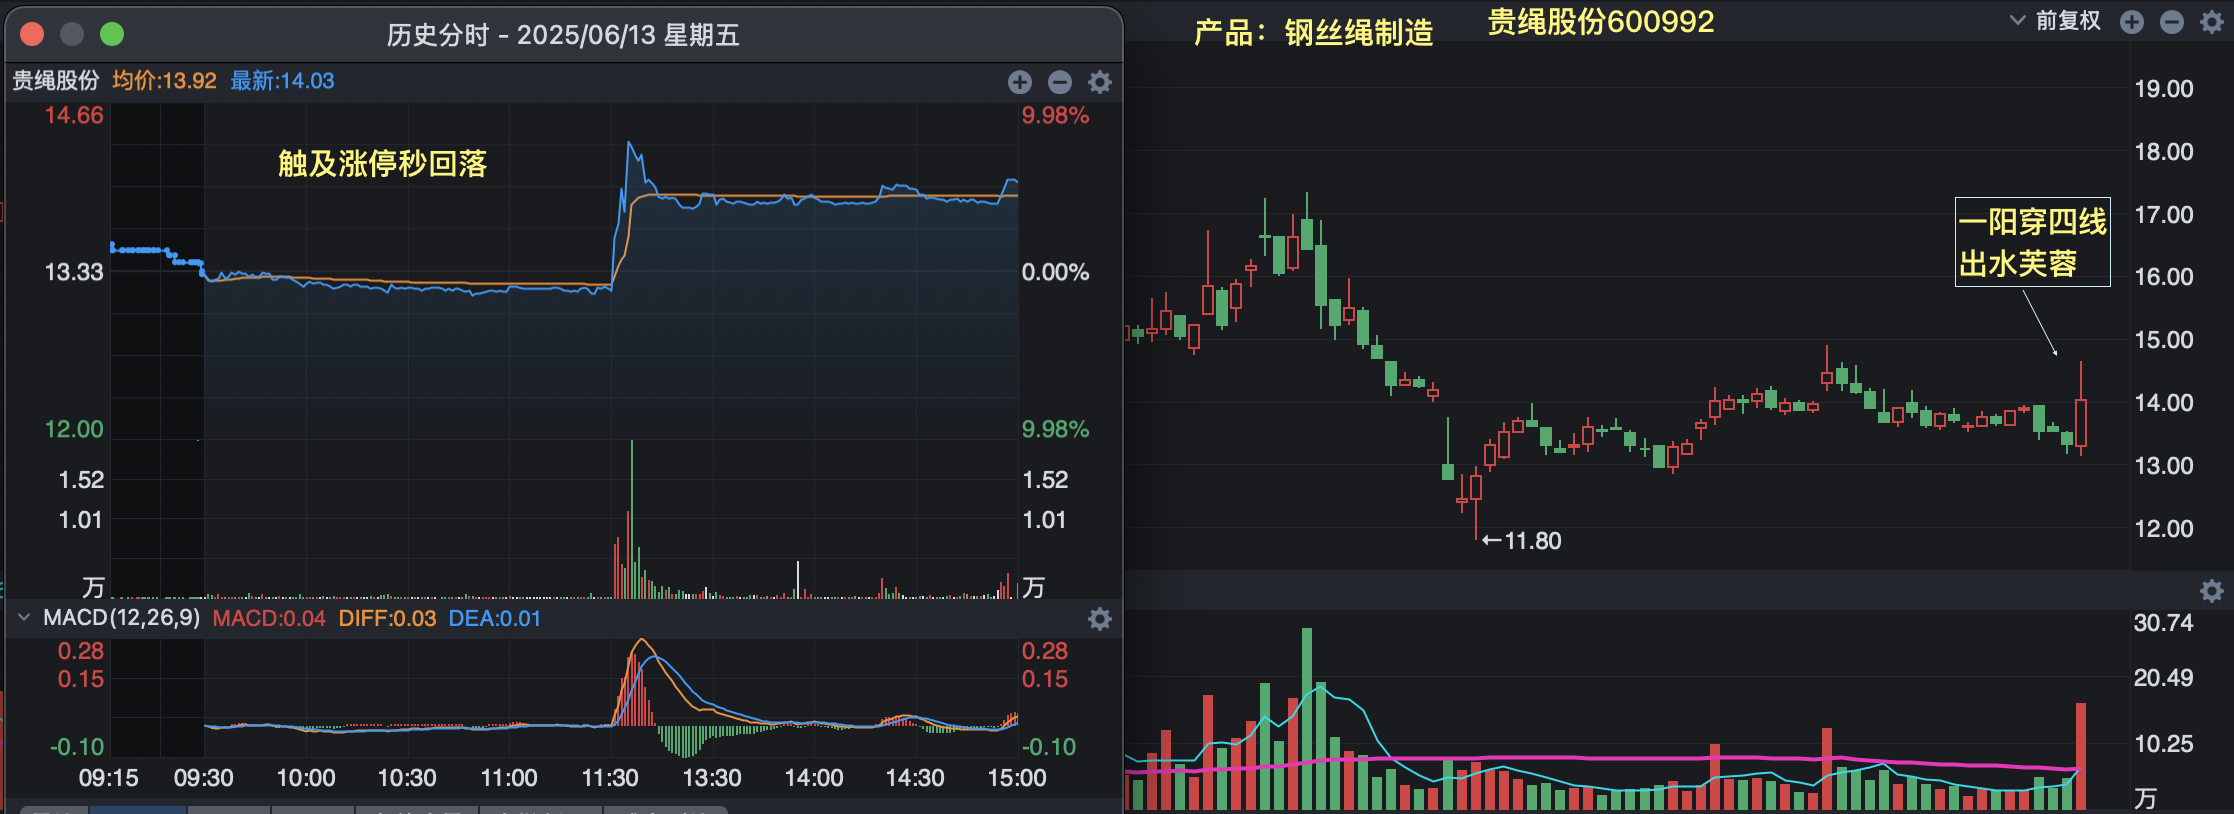 历史分时 - 2025/06/13 星期五
贵绳股份 均价:13.92 最新:14.03
14.66 9.98%
触及涨停秒回落
13.33 0.00%
12.00 9.98%
1.52 1.52
1.01 1.01
万 万
MACD(12,26,9) MACD:0.04 DIFF:0.03 DEA:0.01
0.28 0.28
0.15 0.15
-0.10 -0.10
09:15 09:30 10:00 10:30 11:00 11:30 13:30 14:00 14:30 15:00
产品：钢丝绳制造 贵绳股份600992 前复权
19.00
18.00
17.00
一阳穿四线
出水芙蓉
16.00
15.00
14.00
13.00
12.00
←11.80
30.74
20.49
10.25
万